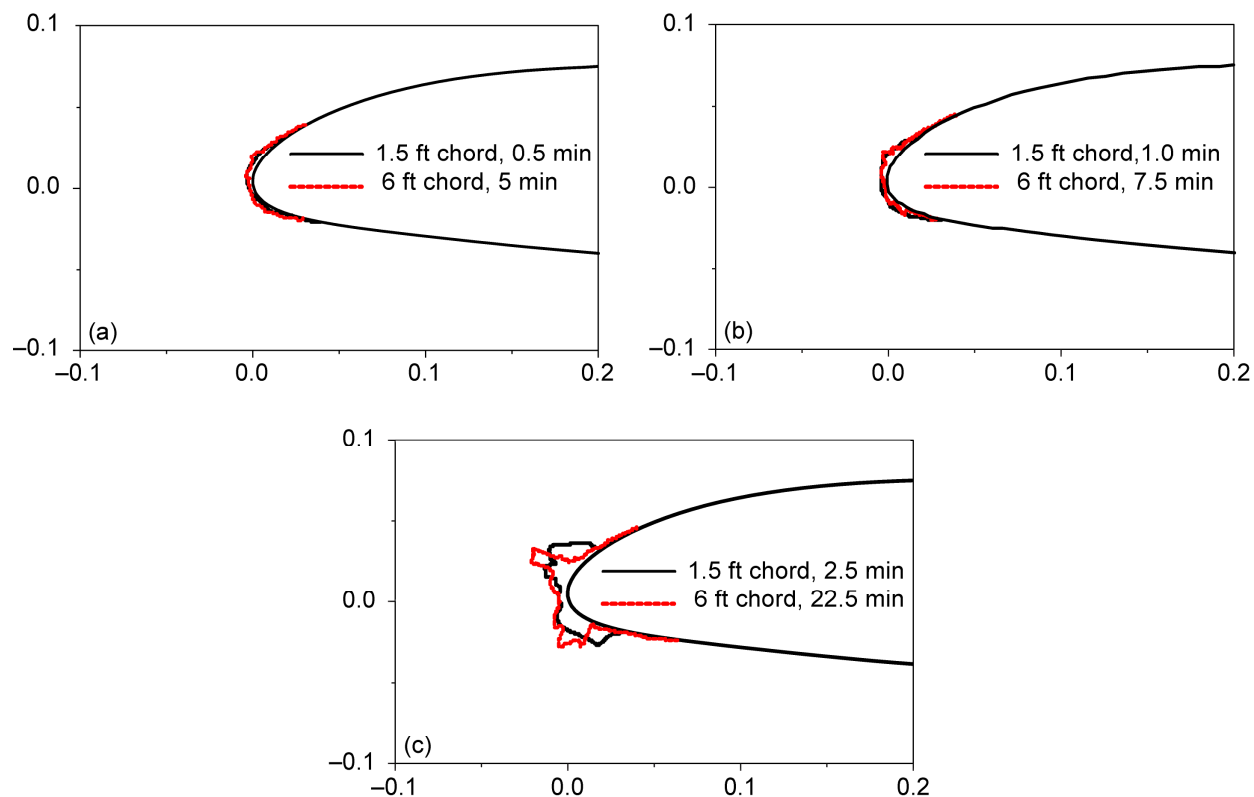 0.1
1.5 ft chord, 0.5 min
6 ft chord, 5 min
0.0
(a)
–0.1
–0.1
0.0
0.1
0.2
0.1
1.5 ft chord,1.0 min
6 ft chord, 7.5 min
0.0
(b)
–0.1
–0.1
0.0
0.1
0.2
0.1
1.5 ft chord, 2.5 min
6 ft chord, 22.5 min
0.0
(c)
–0.1
–0.1
0.0
0.1
0.2